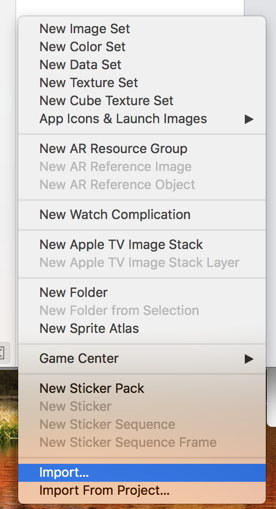 New Image Set
New Color Set
New Data Set
New Texture Set
New Cube Texture Set
App Icons & Launch Images
New AR Resource Group
New AR Reference Image
New AR Reference Object
New Watch Complication
New Apple TV Image Stack
New Apple TV Image Stack Layer
New Folder
New Folder from Selection
New Sprite Atlas
Game Center
New Sticker Pack
New Sticker
New Sticker Sequence
New Sticker Sequence Frame
Import...
Import From Project...